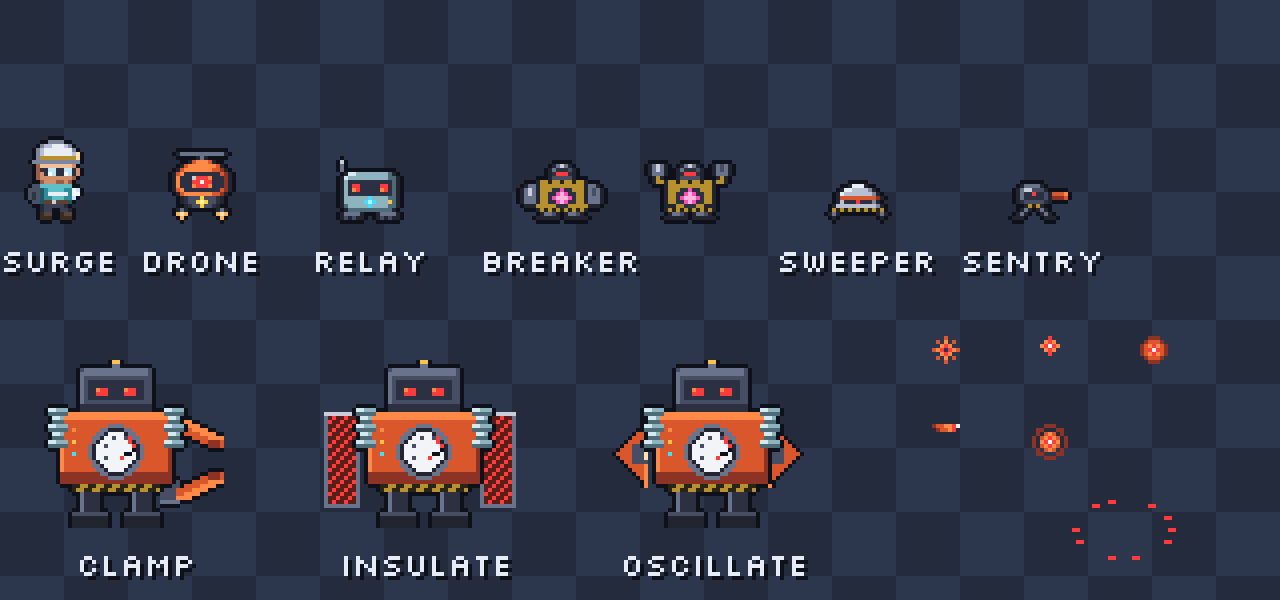 SURGE DRONE RELAY BREAKER SWEEPER SENTRY
CLAMP INSULATE OSCILLATE